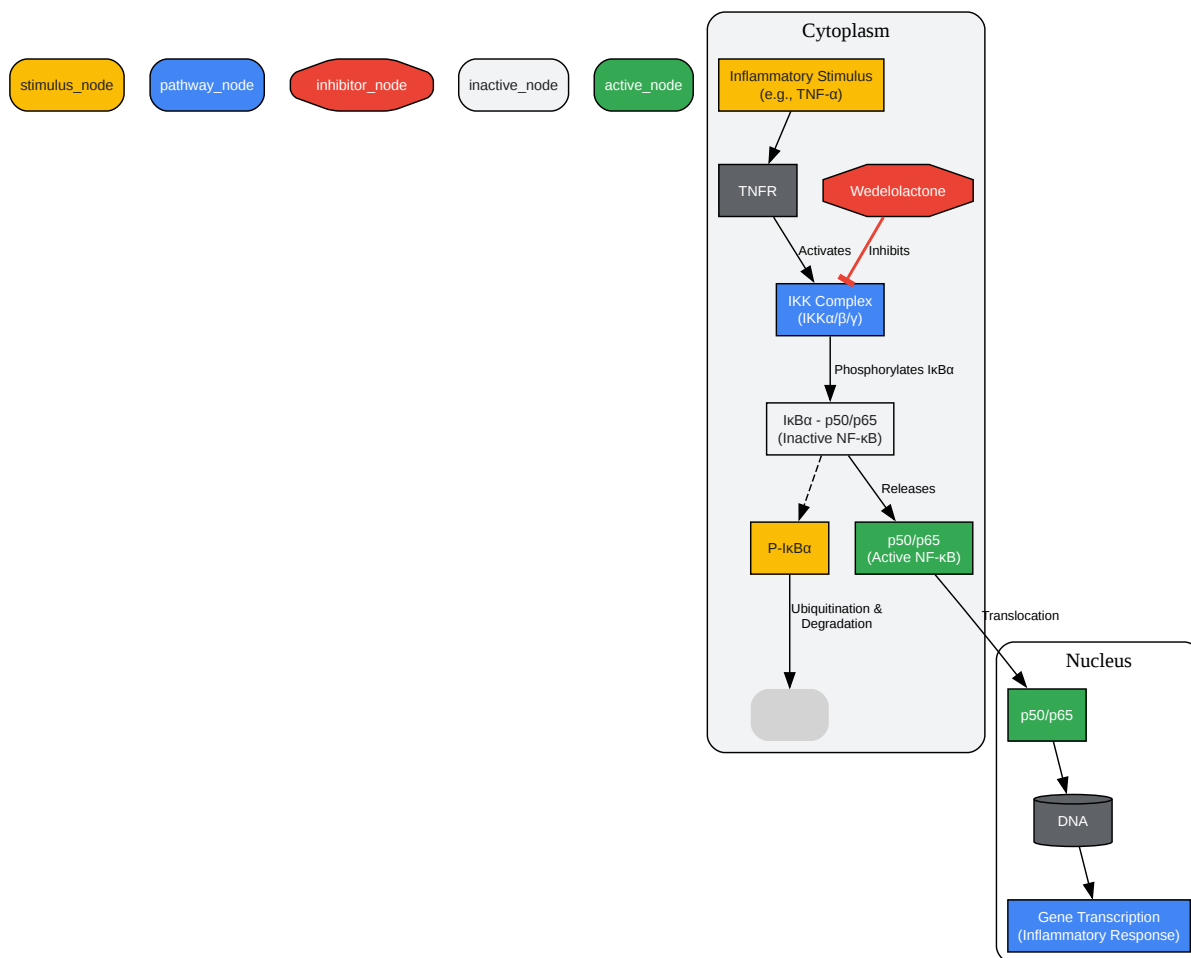 Cytoplasm
stimulus_node
pathway_node
inhibitor_node
inactive_node
active_node
Inflammatory Stimulus
(e.g., TNF-α)
TNFR
Wedelolactone
Activates
Inhibits
IKK Complex
(IKKα/β/γ)
Phosphorylates IκBα
IκBα - p50/p65
(Inactive NF-κB)
Releases
P-IκBα
p50/p65
(Active NF-κB)
Ubiquitination &
Degradation
Translocation
Nucleus
p50/p65
DNA
Gene Transcription
(Inflammatory Response)